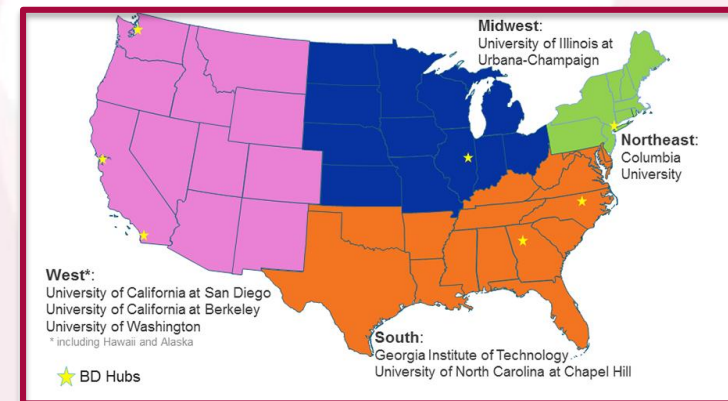 Midwest:
University of Illinois at
Urbana-Champaign
Northeast:
Columbia
University
West*:
University of California at San Diego
University of California at Berkeley
University of Washington
* including Hawaii and Alaska
South:
Georgia Institute of Technology
University of North Carolina at Chapel Hill
BD Hubs